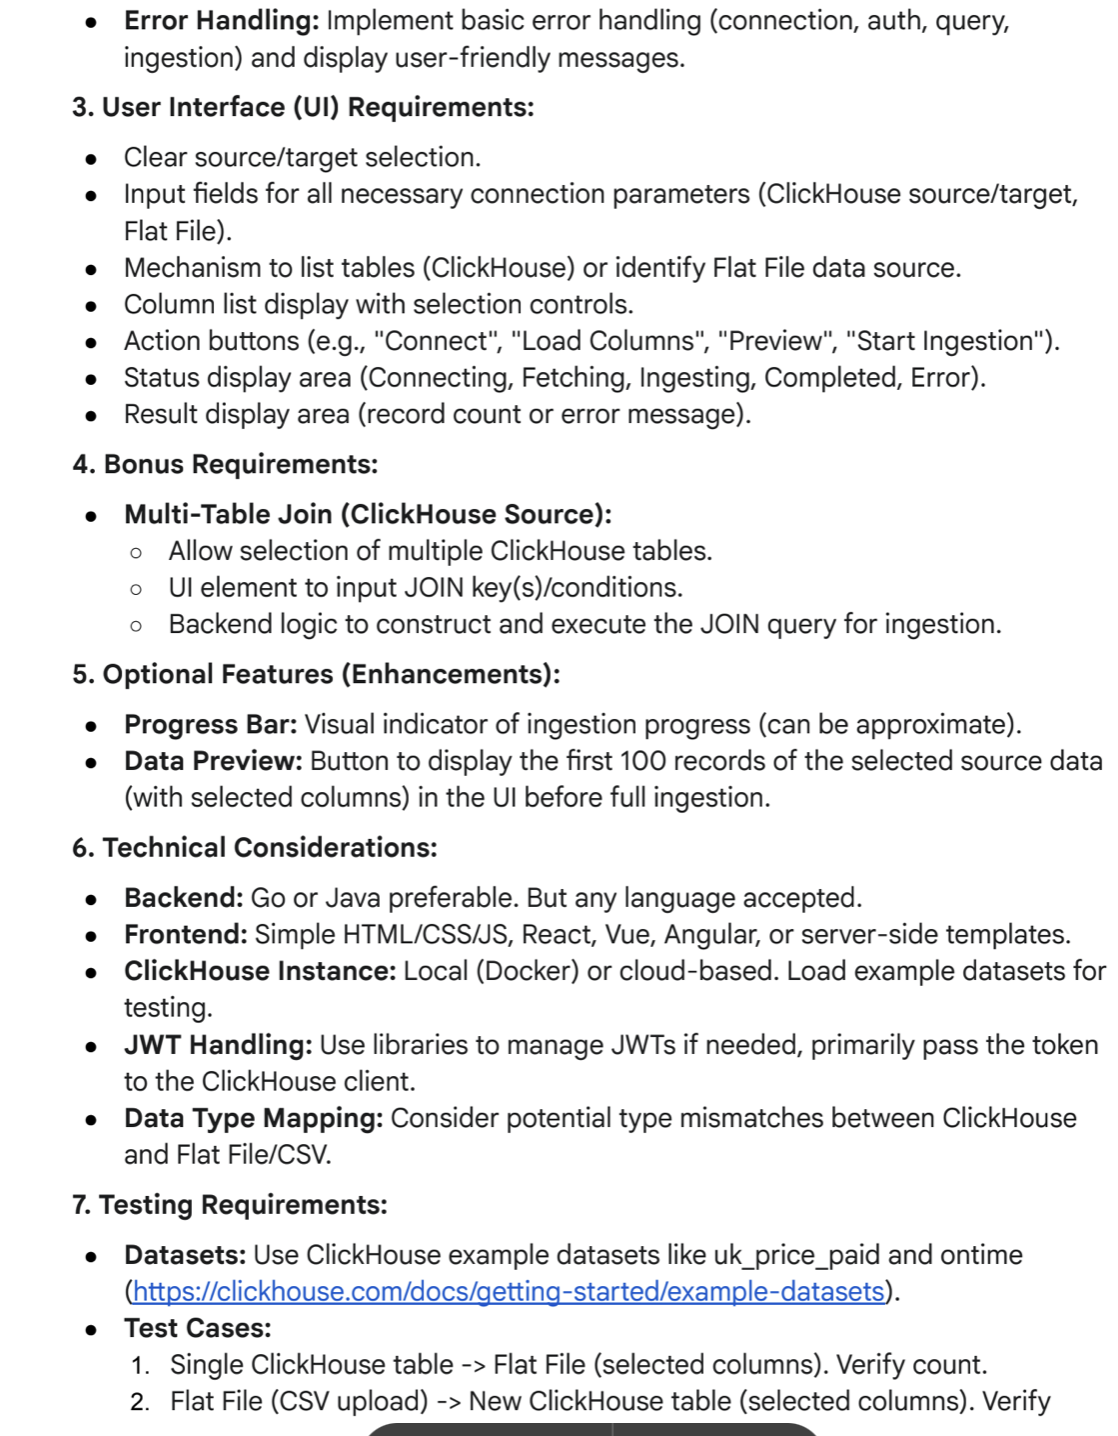 ● Error Handling: Implement basic error handling (connection, auth, query,
ingestion) and display user-friendly messages.
3. User Interface (UI) Requirements:
● Clear source/target selection.
● Input fields for all necessary connection parameters (ClickHouse source/target,
Flat File).
● Mechanism to list tables (ClickHouse) or identify Flat File data source.
● Column list display with selection controls.
● Action buttons (e.g., "Connect", "Load Columns", "Preview", "Start Ingestion").
● Status display area (Connecting, Fetching, Ingesting, Completed, Error).
● Result display area (record count or error message).
4. Bonus Requirements:
● Multi-Table Join (ClickHouse Source):
○ Allow selection of multiple ClickHouse tables.
○ UI element to input JOIN key(s)/conditions.
○ Backend logic to construct and execute the JOIN query for ingestion.
5. Optional Features (Enhancements):
● Progress Bar: Visual indicator of ingestion progress (can be approximate).
● Data Preview: Button to display the first 100 records of the selected source data
(with selected columns) in the UI before full ingestion.
6. Technical Considerations:
● Backend: Go or Java preferable. But any language accepted.
● Frontend: Simple HTML/CSS/JS, React, Vue, Angular, or server-side templates.
● ClickHouse Instance: Local (Docker) or cloud-based. Load example datasets for
testing.
● JWT Handling: Use libraries to manage JWTs if needed, primarily pass the token
to the ClickHouse client.
● Data Type Mapping: Consider potential type mismatches between ClickHouse
and Flat File/CSV.
7. Testing Requirements:
● Datasets: Use ClickHouse example datasets like uk_price_paid and ontime
(https://clickhouse.com/docs/getting-started/example-datasets).
● Test Cases:
1. Single ClickHouse table -> Flat File (selected columns). Verify count.
2. Flat File (CSV upload) -> New ClickHouse table (selected columns). Verify